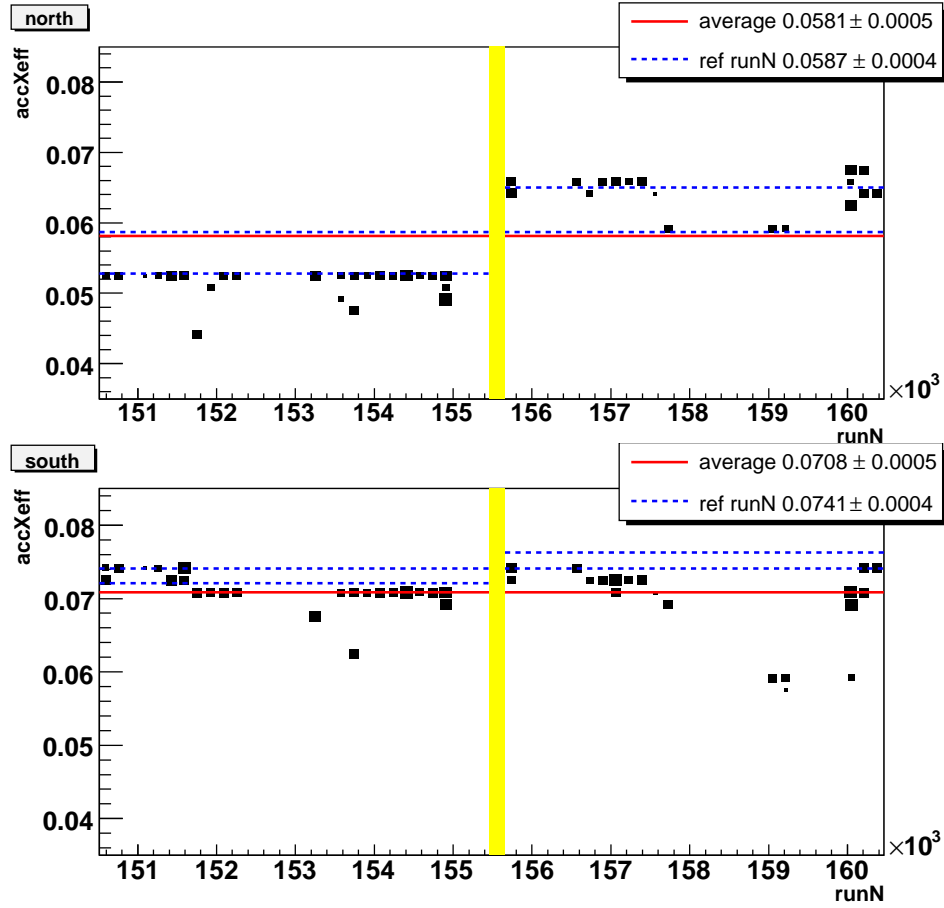 north
average 0.0581 ± 0.0005
ref runN 0.0587 ± 0.0004
accXeff
0.08
0.07
0.06
0.05
0.04
151 152 153 154 155 156 157 158 159 160
×10³
runN
south
average 0.0708 ± 0.0005
ref runN 0.0741 ± 0.0004
accXeff
0.08
0.07
0.06
0.05
0.04
151 152 153 154 155 156 157 158 159 160
×10³
runN